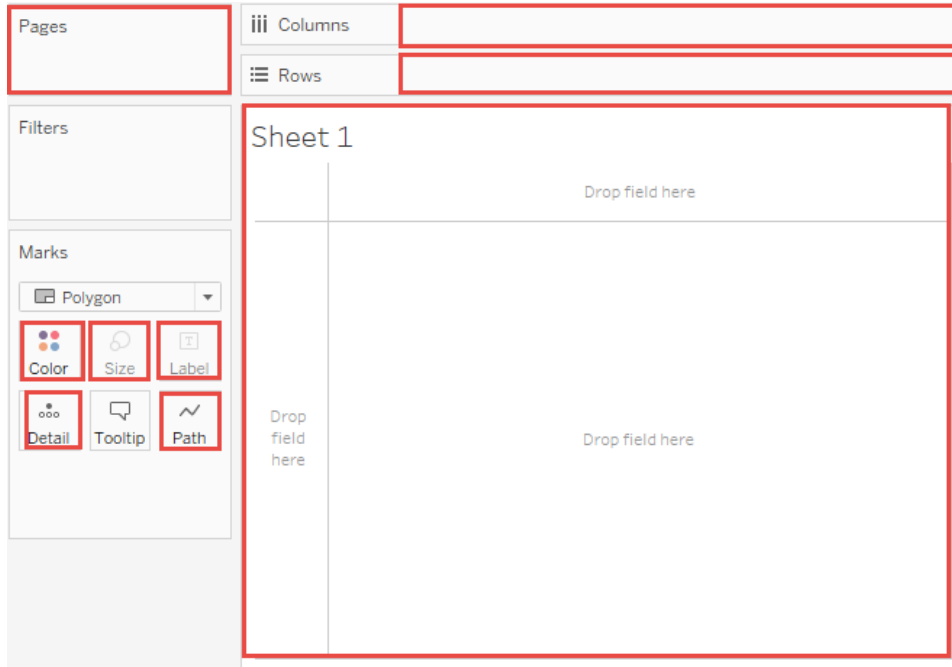 Pages
Columns
Rows
Filters
Sheet 1
Drop field here
Marks
Polygon
Color Size Label
Detail Tooltip Path
Drop
field
here
Drop field here